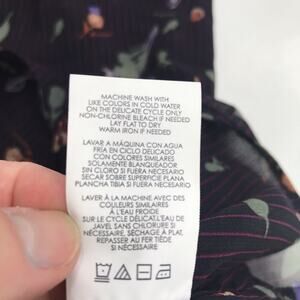 MACHINE WASH WITH
LIKE COLORS IN COLD WATER
ON THE DELICATE CYCLE ONLY
NON-CHLORINE BLEACH IF NEEDED
LAY FLAT TO DRY
WARM IRON IF NEEDED
LAVAR A MÁQUINA CON AGUA
FRÍA EN CICLO DELICADO
CON COLORES SIMILARES
SOLAMENTE BLANQUEADOR
SIN CLORO SI FUERA NECESARIO
SECAR SOBRE SUPERFICIE PLANA
PLANCHA TIBIA SI FUERA NECESARIO
LAVER À LA MACHINE AVEC DES
COULEURS SIMILAIRES
À L'EAU FROIDE
SUR LE CYCLE DÉLICAT. L'EAU DE
JAVEL SANS CHLORURE SI
NÉCESSAIRE, SÉCHAGE À PLAT,
REPASSER AU FER TIÈDE
SI NÉCESSAIRE